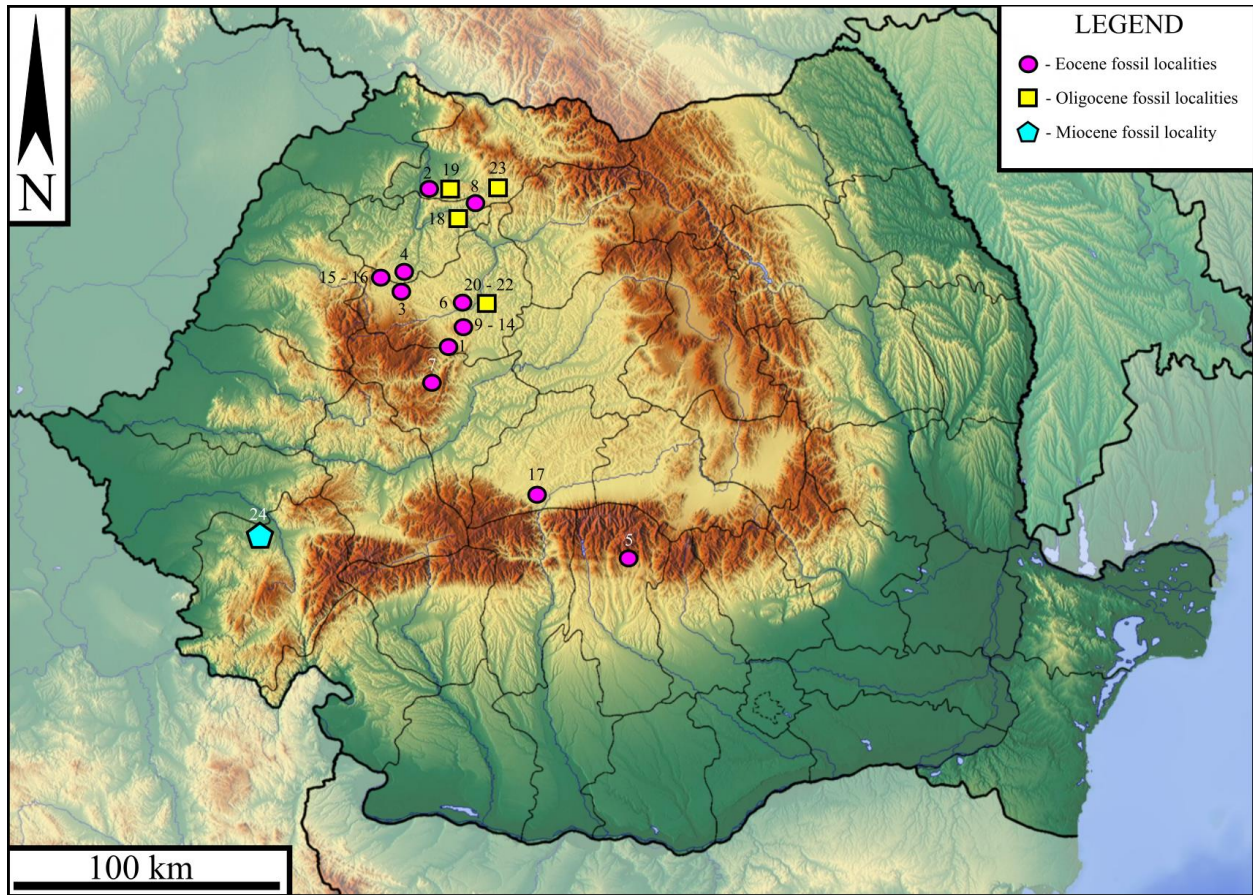 LEGEND
- Eocene fossil localities
- Oligocene fossil localities
- Miocene fossil locality
N
2 19 8 23
18
4
15 - 16
3
20 - 22
6
9 - 14
1
7
17
24
5
100 km